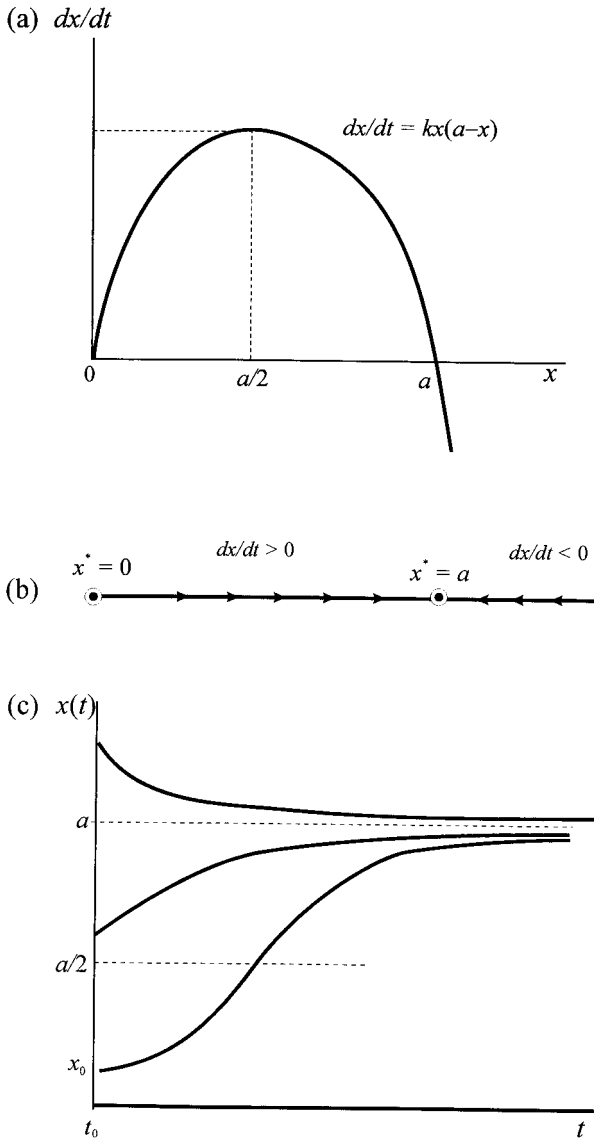 (a) dx/dt
dx/dt = kx(a–x)
0 a/2 a x
dx/dt > 0 dx/dt < 0
x* = 0 x* = a
(b)
(c) x(t)
a
a/2
x₀
t₀ t